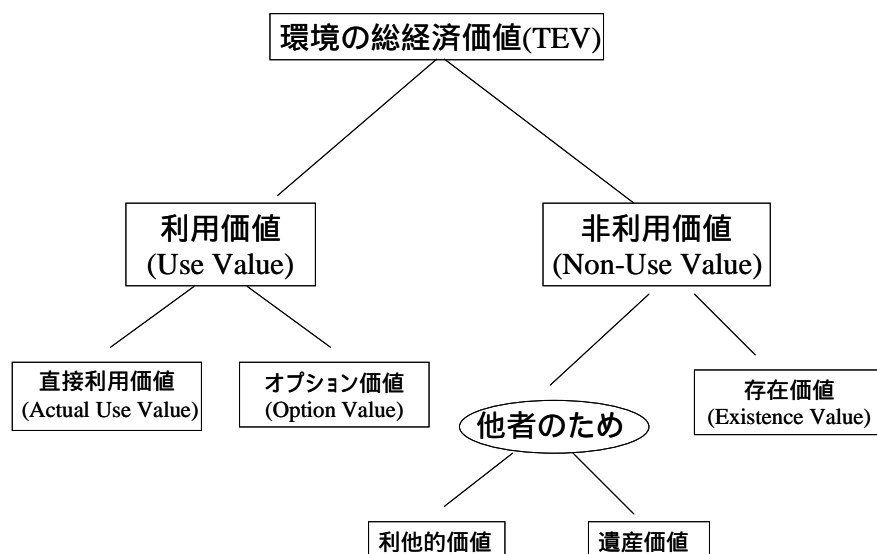 環境の総経済価値(TEV)
利用価値
(Use Value)
非利用価値
(Non-Use Value)
直接利用価値
(Actual Use Value)
オプション価値
(Option Value)
他者のため
存在価値
(Existence Value)
利他的価値
遺産価値